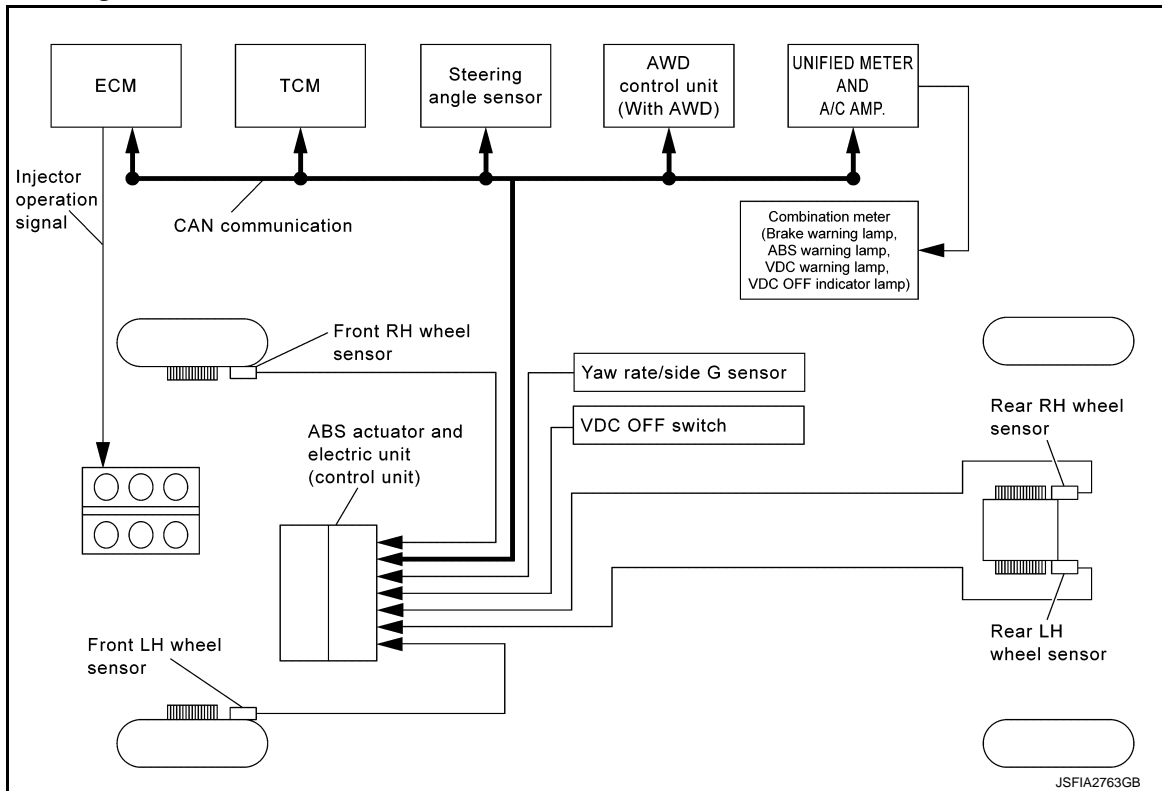 ECM
TCM
Steering
angle sensor
AWD
control unit
(With AWD)
UNIFIED METER
AND
A/C AMP.
Injector
operation
signal
CAN communication
Combination meter
(Brake warning lamp,
ABS warning lamp,
VDC warning lamp,
VDC OFF indicator lamp)
Front RH wheel
sensor
Yaw rate/side G sensor
VDC OFF switch
Rear RH wheel
sensor
ABS actuator and
electric unit
(control unit)
Front LH wheel
sensor
Rear LH
wheel sensor
JSFIA2763GB